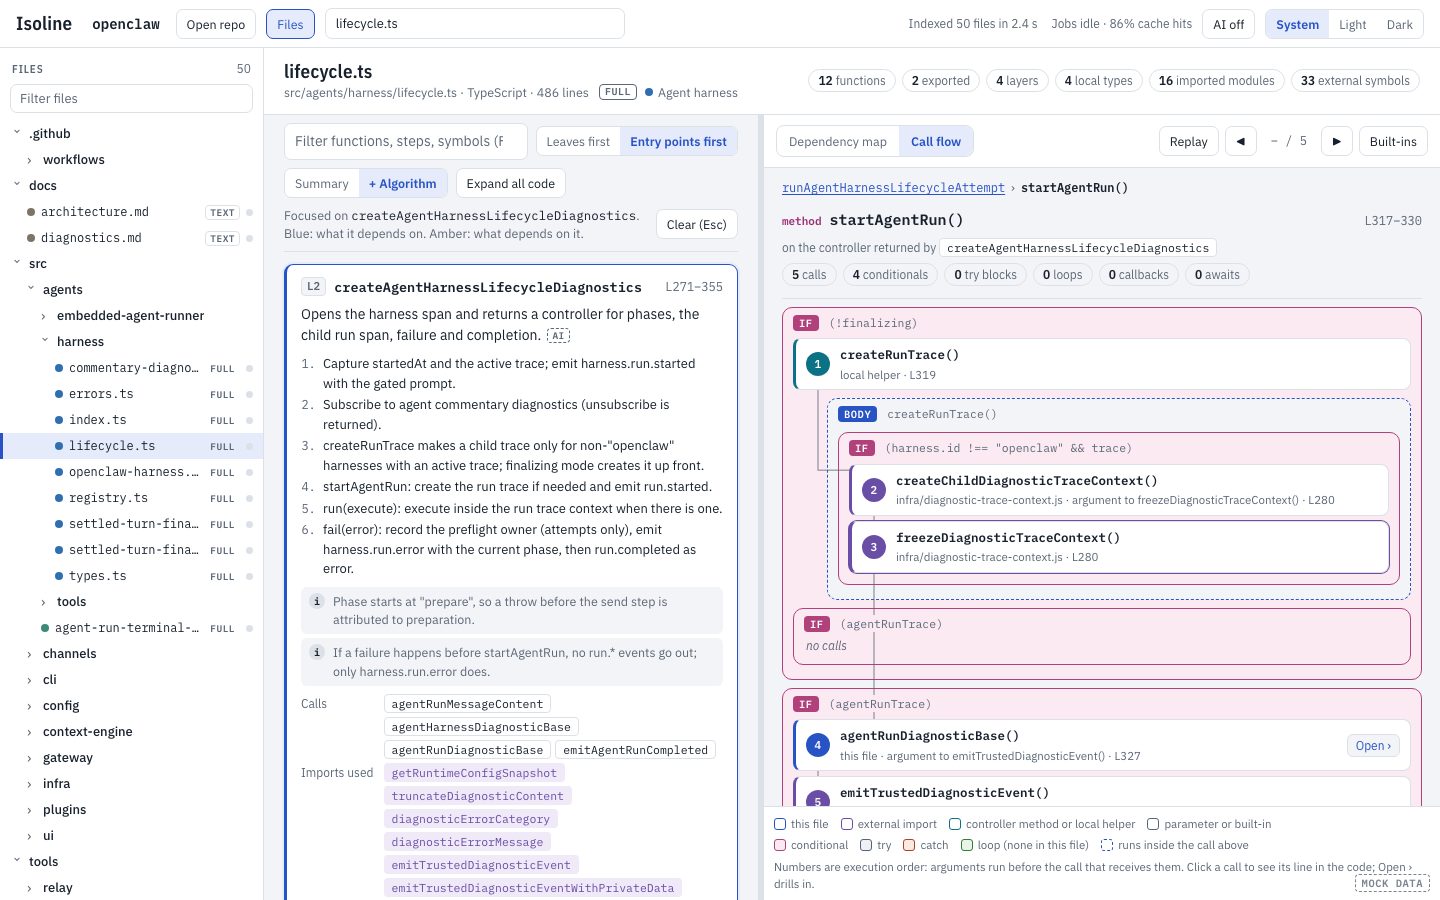 Isoline openclaw Open repo Files lifecycle.ts Indexed 50 files in 2.4 s Jobs idle · 86% cache hits AI off System Light Dark
FILES 50
Filter files
.github
workflows
docs
architecture.md TEXT
diagnostics.md TEXT
src
agents
embedded-agent-runner
harness
commentary-diagno… FULL
errors.ts FULL
index.ts FULL
lifecycle.ts FULL
openclaw-harness.… FULL
registry.ts FULL
settled-turn-fina… FULL
settled-turn-fina… FULL
types.ts FULL
tools
agent-run-terminal-… FULL
channels
cli
config
context-engine
gateway
infra
plugins
ui
tools
relay
lifecycle.ts
src/agents/harness/lifecycle.ts · TypeScript · 486 lines FULL Agent harness
12 functions 2 exported 4 layers 4 local types 16 imported modules 33 external symbols
Filter functions, steps, symbols (F Leaves first Entry points first
Summary + Algorithm Expand all code
Focused on createAgentHarnessLifecycleDiagnostics.
Blue: what it depends on. Amber: what depends on it.
Clear (Esc)
L2 createAgentHarnessLifecycleDiagnostics L271–355
Opens the harness span and returns a controller for phases, the
child run span, failure and completion. AI
1. Capture startedAt and the active trace; emit harness.run.started
with the gated prompt.
2. Subscribe to agent commentary diagnostics (unsubscribe is
returned).
3. createRunTrace makes a child trace only for non-"openclaw"
harnesses with an active trace; finalizing mode creates it up front.
4. startAgentRun: create the run trace if needed and emit run.started.
5. run(execute): execute inside the run trace context when there is one.
6. fail(error): record the preflight owner (attempts only), emit
harness.run.error with the current phase, then run.completed as
error.
i Phase starts at "prepare", so a throw before the send step is
attributed to preparation.
i If a failure happens before startAgentRun, no run.* events go out;
only harness.run.error does.
Calls agentRunMessageContent
agentHarnessDiagnosticBase
agentRunDiagnosticBase emitAgentRunCompleted
Imports used getRuntimeConfigSnapshot
truncateDiagnosticContent
diagnosticErrorCategory
diagnosticErrorMessage
emitTrustedDiagnosticEvent
emitTrustedDiagnosticEventWithPrivateData
Dependency map Call flow Replay ◀ – / 5 ▶ Built-ins
runAgentHarnessLifecycleAttempt › startAgentRun()
method startAgentRun() L317–330
on the controller returned by createAgentHarnessLifecycleDiagnostics
5 calls 4 conditionals 0 try blocks 0 loops 0 callbacks 0 awaits
IF (!finalizing)
1 createRunTrace()
local helper · L319
BODY createRunTrace()
IF (harness.id !== "openclaw" && trace)
2 createChildDiagnosticTraceContext()
infra/diagnostic-trace-context.js · argument to freezeDiagnosticTraceContext() · L280
3 freezeDiagnosticTraceContext()
infra/diagnostic-trace-context.js · L280
IF (agentRunTrace)
no calls
IF (agentRunTrace)
4 agentRunDiagnosticBase()
this file · argument to emitTrustedDiagnosticEvent() · L327
Open ›
5 emitTrustedDiagnosticEvent()
this file external import controller method or local helper parameter or built-in
conditional try catch loop (none in this file) runs inside the call above
Numbers are execution order: arguments run before the call that receives them. Click a call to see its line in the code; Open ›
drills in.
MOCK DATA